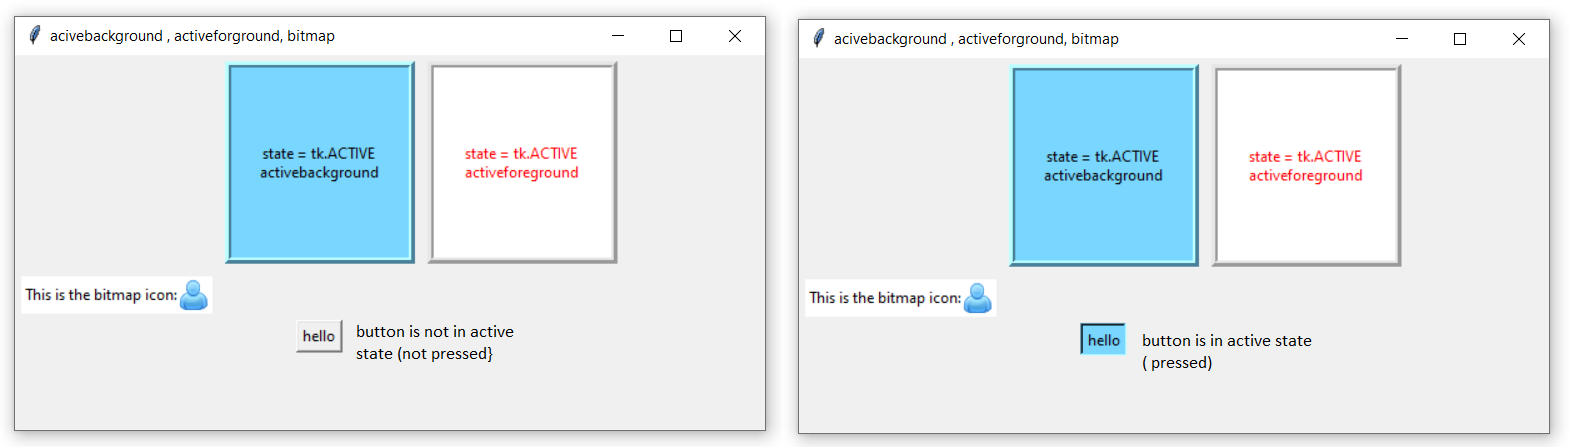 acivebackground , activeforground, bitmap
state = tk.ACTIVE
activebackground
state = tk.ACTIVE
activeforeground
This is the bitmap icon:
hello
button is not in active
state (not pressed}
acivebackground , activeforground, bitmap
state = tk.ACTIVE
activebackground
state = tk.ACTIVE
activeforeground
This is the bitmap icon:
hello
button is in active state
( pressed)